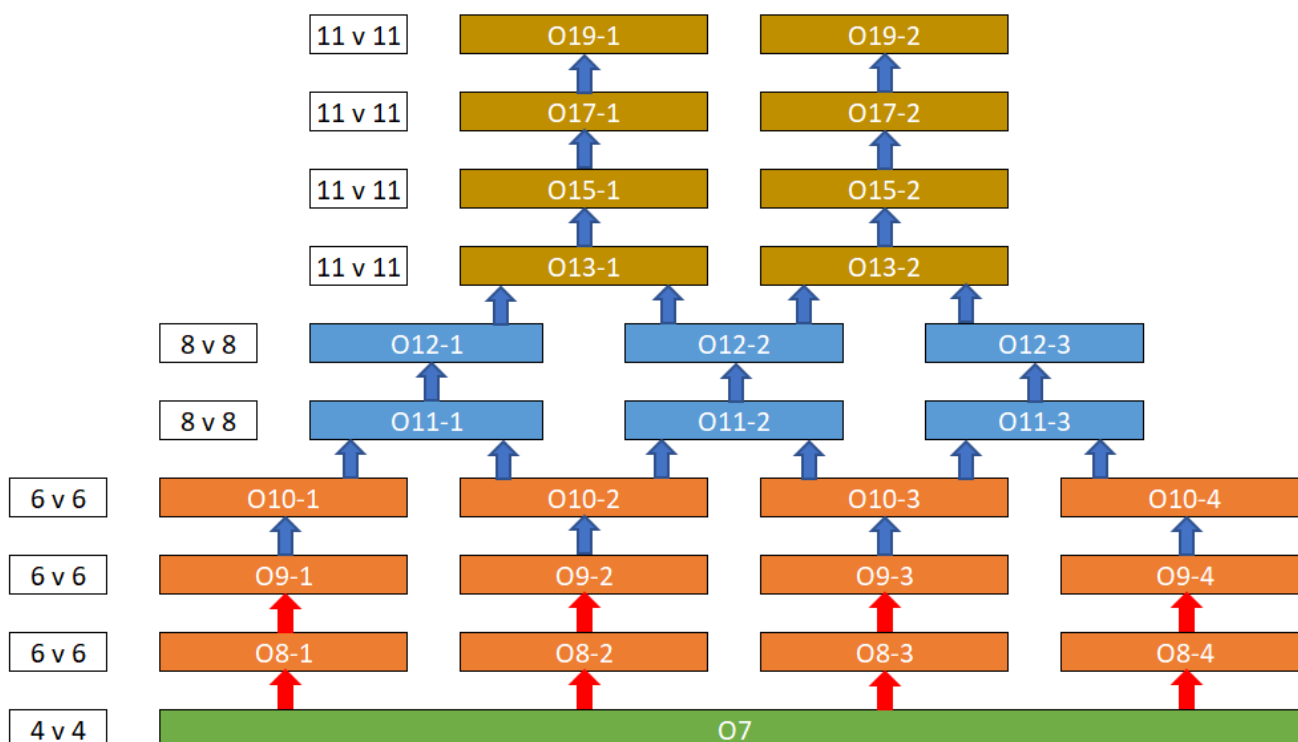 11 v 11 O19-1 O19-2
11 v 11 O17-1 O17-2
11 v 11 O15-1 O15-2
11 v 11 O13-1 O13-2
8 v 8 O12-1 O12-2 O12-3
8 v 8 O11-1 O11-2 O11-3
6 v 6 O10-1 O10-2 O10-3 O10-4
6 v 6 O9-1 O9-2 O9-3 O9-4
6 v 6 O8-1 O8-2 O8-3 O8-4
4 v 4 O7